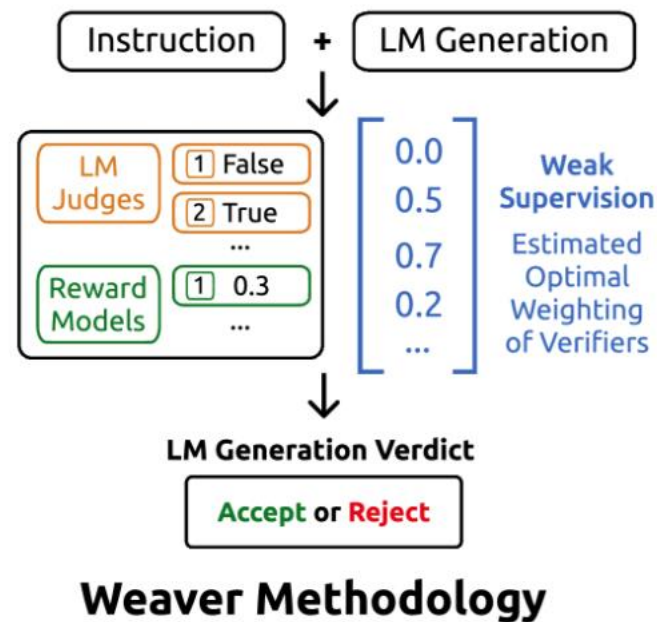 Instruction + LM Generation
LM Judges
1 False
2 True
...
Reward Models
1 0.3
...
0.0
0.5
0.7
0.2
...
Weak
Supervision
Estimated
Optimal
Weighting
of Verifiers
LM Generation Verdict
Accept or Reject
Weaver Methodology